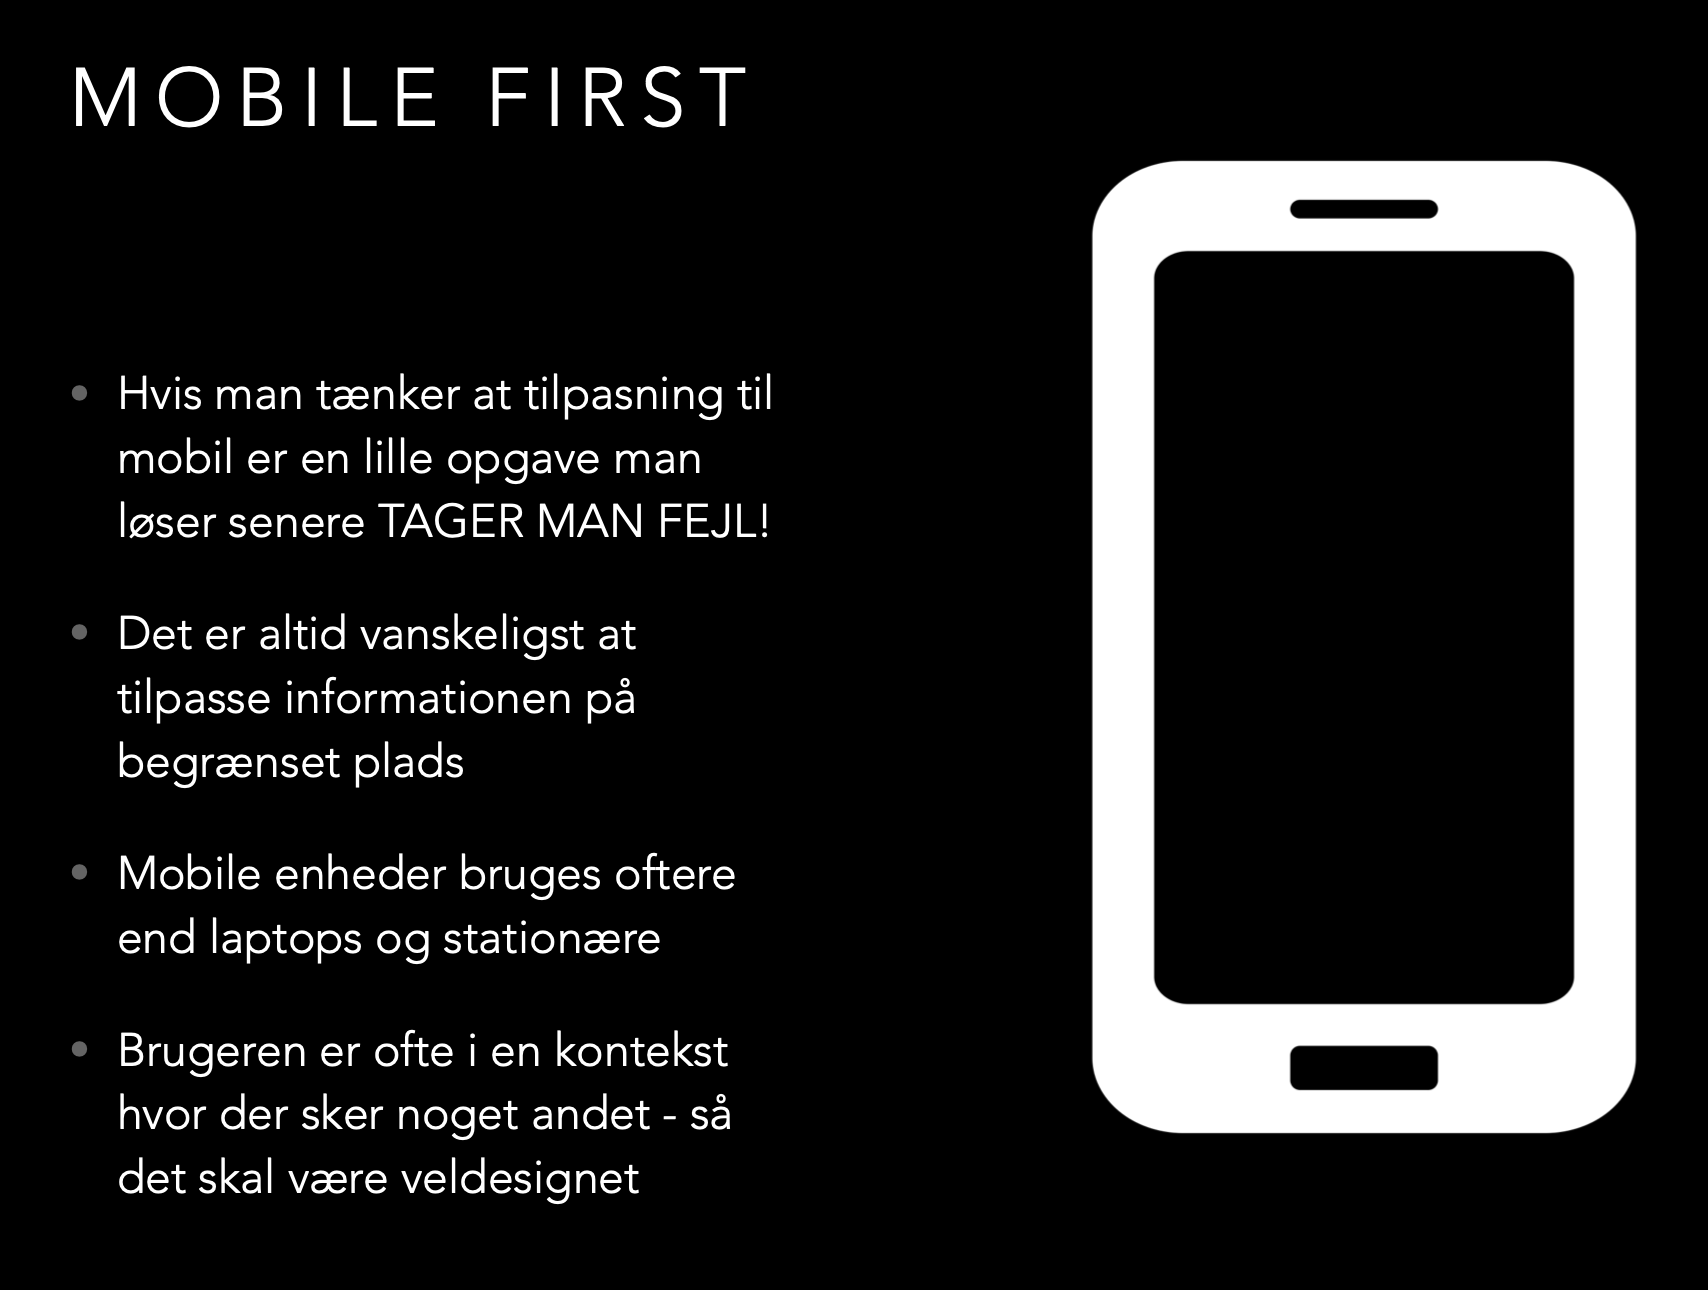 MOBILE FIRST
• Hvis man tænker at tilpasning til
mobil er en lille opgave man
løser senere TAGER MAN FEJL!
• Det er altid vanskeligst at
tilpasse informationen på
begrænset plads
• Mobile enheder bruges oftere
end laptops og stationære
• Brugeren er ofte i en kontekst
hvor der sker noget andet - så
det skal være veldesignet